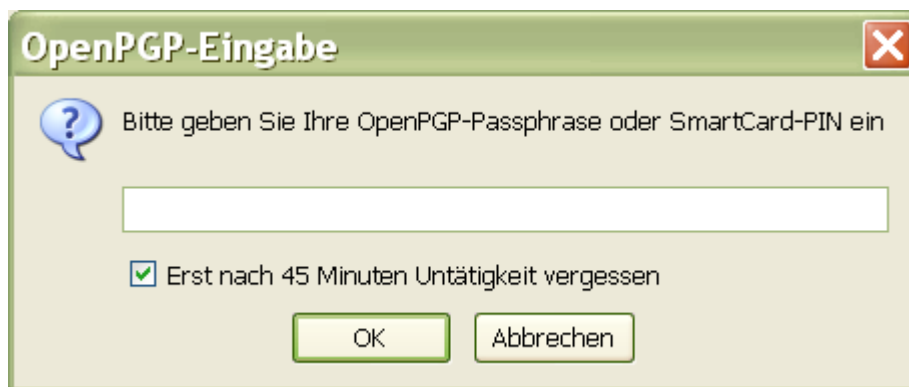 OpenPGP-Eingabe
Bitte geben Sie Ihre OpenPGP-Passphrase oder SmartCard-PIN ein
Erst nach 45 Minuten Untätigkeit vergessen
OK Abbrechen